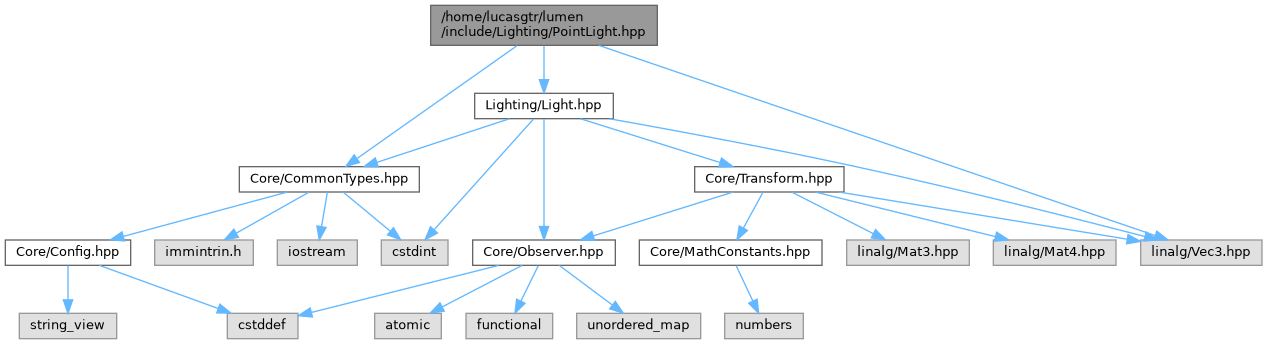 /home/lucasgtr/lumen
/include/Lighting/PointLight.hpp
Lighting/Light.hpp
Core/CommonTypes.hpp
Core/Transform.hpp
Core/Config.hpp
immintrin.h
iostream
cstdint
Core/Observer.hpp
Core/MathConstants.hpp
linalg/Mat3.hpp
linalg/Mat4.hpp
linalg/Vec3.hpp
string_view
cstddef
atomic
functional
unordered_map
numbers